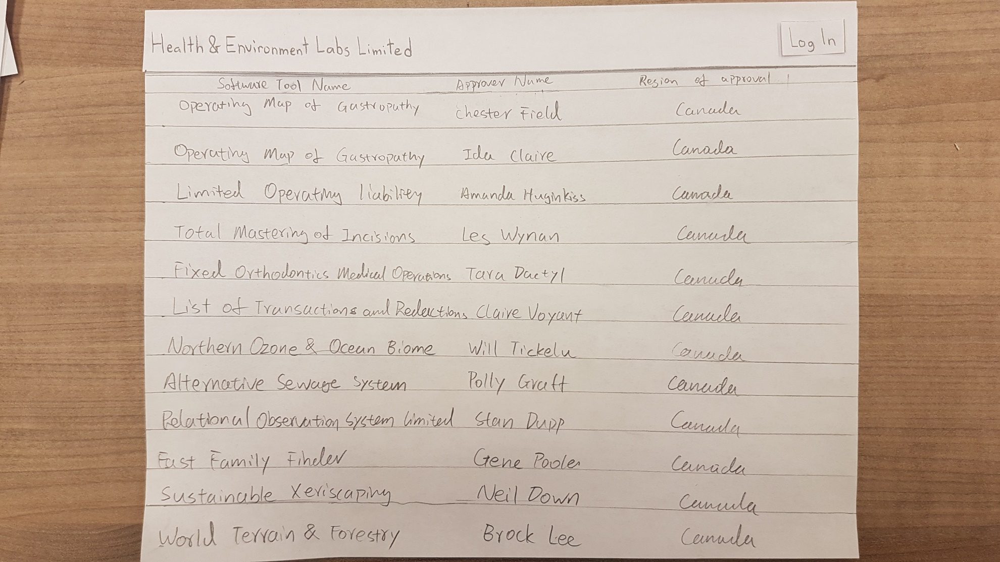 Health & Environment Labs Limited Log In
Software Tool Name Approver Name Region of approval
Operating Map of Gastropathy Chester Field Canada
Operating Map of Gastropathy Ida Claire Canada
Limited Operating liability Amanda Huginkiss Canada
Total Mastering of Incisions Les Wynan Canada
Fixed Orthodontics Medical Operations Tara Dactyl Canada
List of Transactions and Redactions Claire Voyant Canada
Northern Ozone & Ocean Biome Will Tickelu Canada
Alternative Sewage System Polly Graff Canada
Relational Observation System limited Stan Dupp Canada
Fast Family Finder Gene Pooler Canada
Sustainable Xeriscaping Neil Down Canada
World Terrain & Forestry Brock Lee Canada